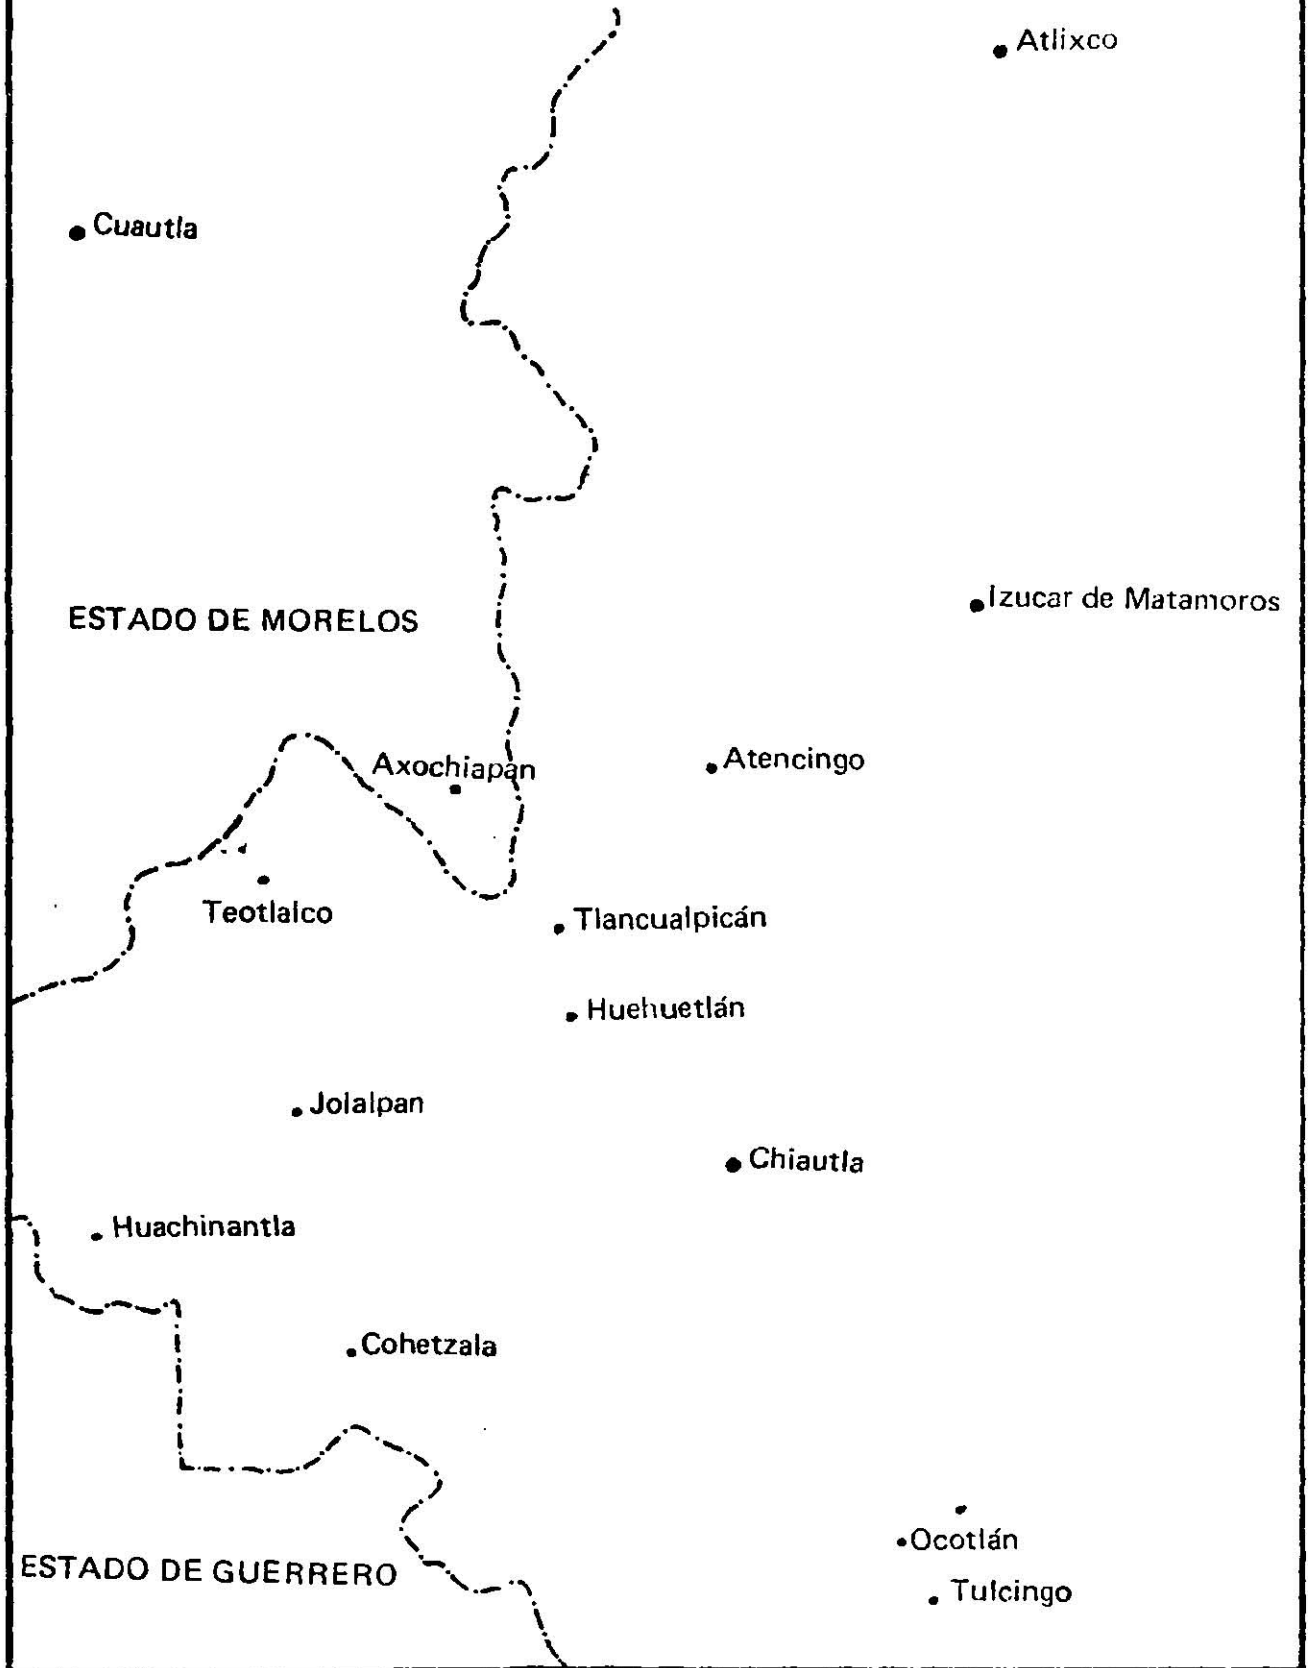 Atlixco
Cuautla
Izucar de Matamoros
ESTADO DE MORELOS
Axochiapan
Atencingo
Teotlalco
Tlancualpicán
Huehuetlán
Jolalpan
Chiautla
Huachinantla
Cohetzala
Ocotlán
ESTADO DE GUERRERO
Tulcingo